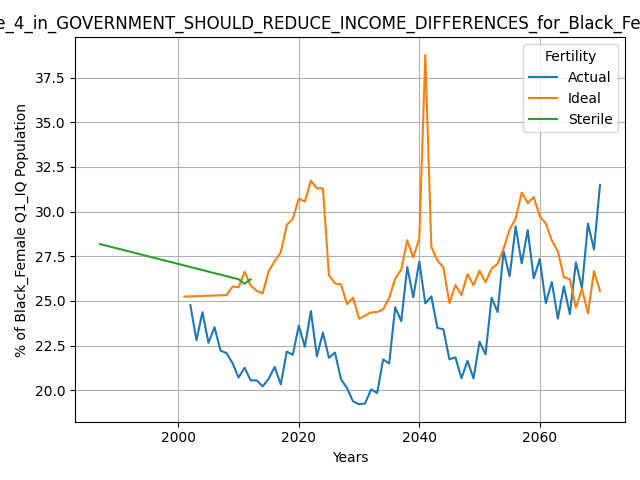 e_4_in_GOVERNMENT_SHOULD_REDUCE_INCOME_DIFFERENCES_for_Black_Fe
Fertility
Actual
Ideal
Sterile
% of Black_Female Q1_IQ Population
37.5
35.0
32.5
30.0
27.5
25.0
22.5
20.0
2000
2020
2040
2060
Years